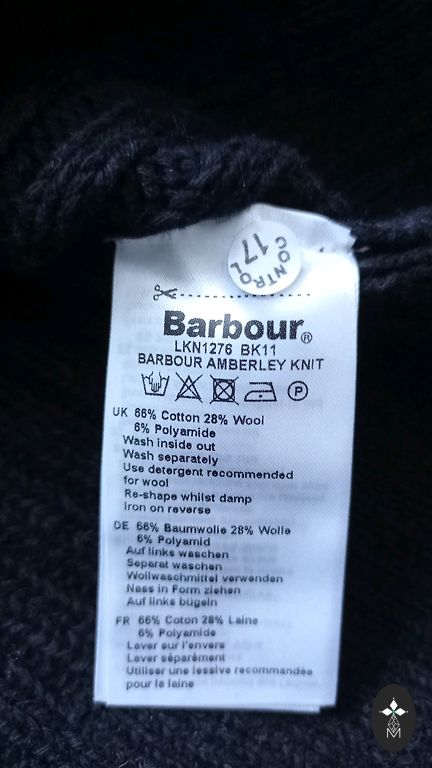 CONTROL
17
Barbour®
LKN1276 BK11
BARBOUR AMBERLEY KNIT
P
UK 66% Cotton 28% Wool
6% Polyamide
Wash inside out
Wash separately
Use detergent recommended
for wool
Re-shape whilst damp
Iron on reverse
DE 66% Baumwolle 28% Wolle
6% Polyamid
Auf links waschen
Separat waschen
Wollwaschmittel verwenden
Nass in Form ziehen
Auf links bügeln
FR 66% Coton 28% Laine
6% Polyamide
Laver sur l'envers
Laver séparément
Utiliser une lessive recommandée
pour la laine
M